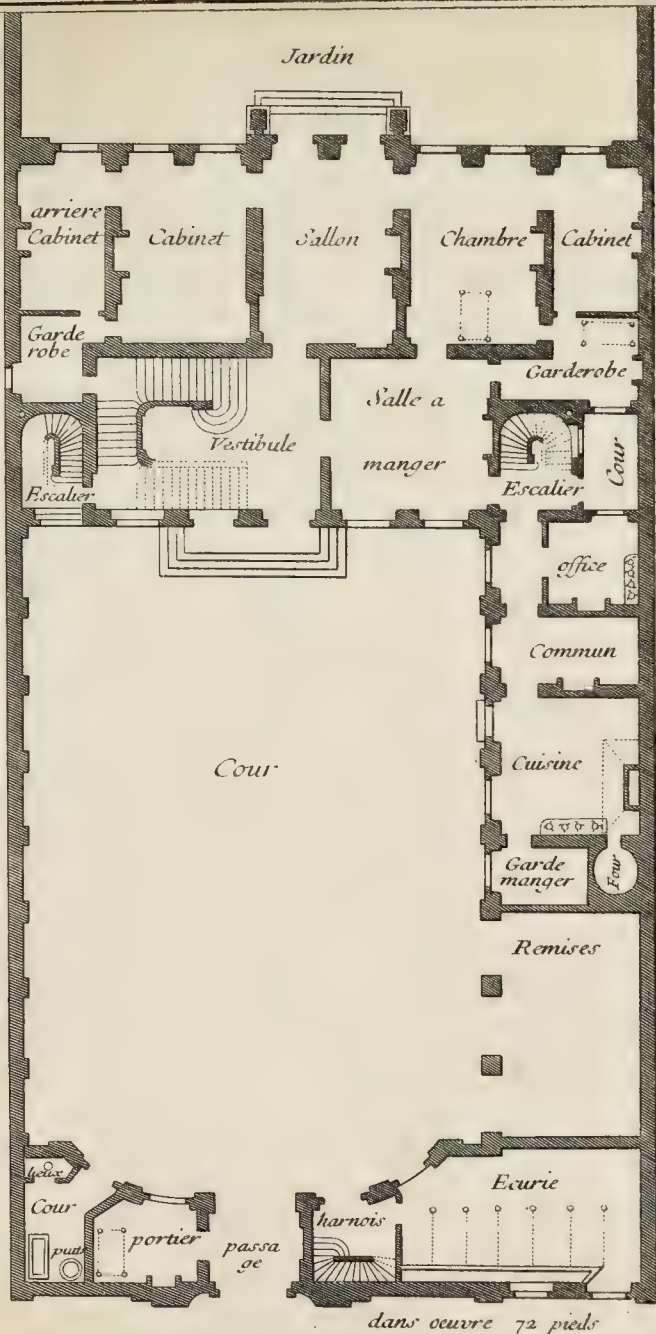 Jardin
arriere
Cabinet
Cabinet
Sallon
Chambre
Cabinet
Garde
robe
Garderobe
Salle a
manger
Vestibule
Escalier
Escalier
Cour
office
Commun
Cour
Cuisine
Garde
manger
Four
Remises
lieux
Cour
puits
portier
passa
ge
harnois
Ecurie
dans oeuvre 72 pieds